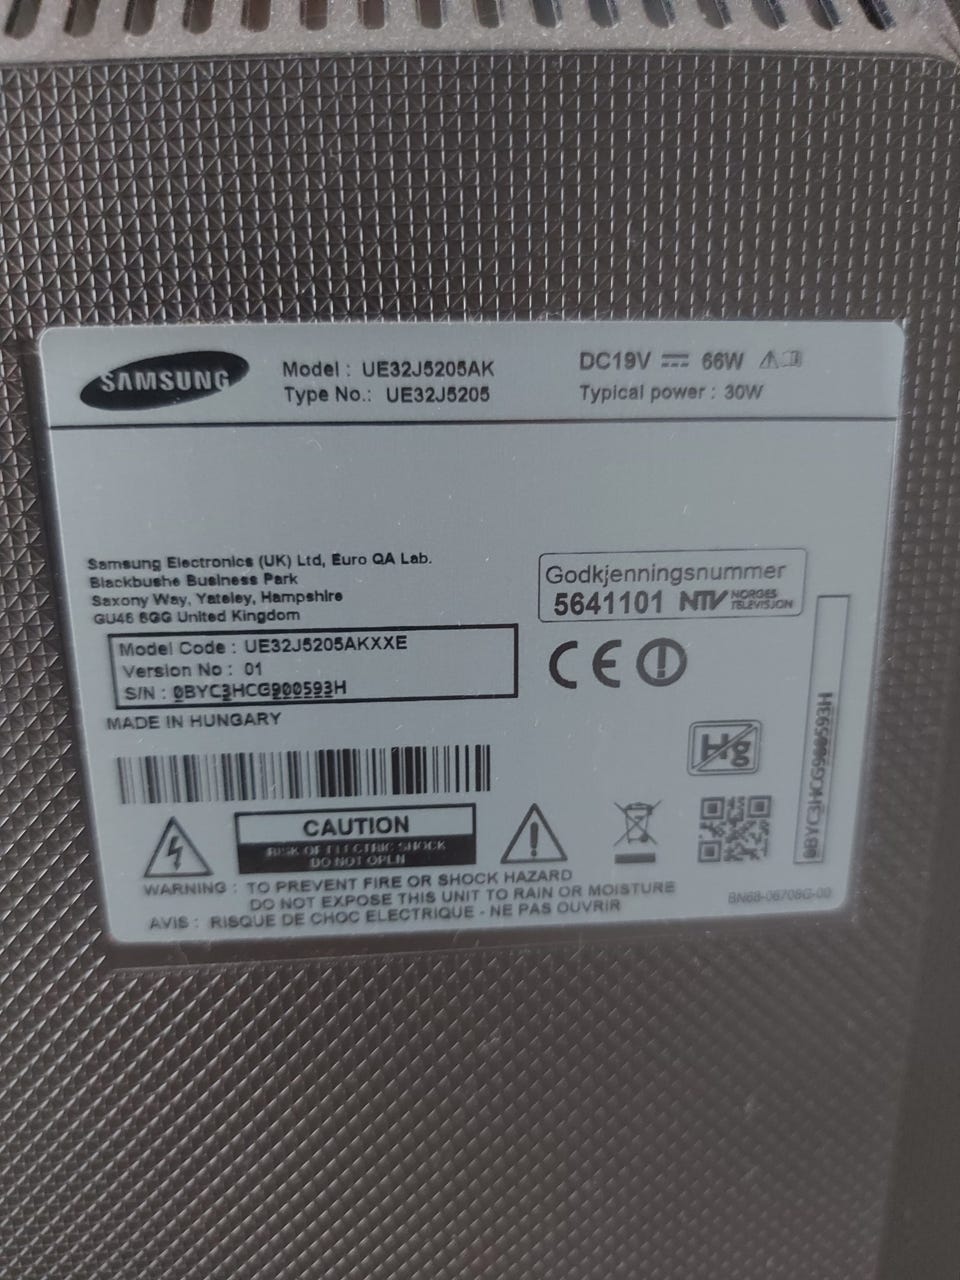 SAMSUNG
Model : UE32J5205AK
Type No.: UE32J5205
DC19V 66W
Typical power : 30W
Samsung Electronics (UK) Ltd, Euro QA Lab.
Blackbushe Business Park
Saxony Way, Yateley, Hampshire
GU46 6GG United Kingdom
Godkjenningsnummer
5641101 NTV NORGES TELEVISJON
Model Code : UE32J5205AKXXE
Version No : 01
S/N : 0BYC3HCG900593H
MADE IN HUNGARY
CE
Hg
0BYC3HCG900593H
CAUTION
RISK OF ELECTRIC SHOCK
DO NOT OPEN
WARNING : TO PREVENT FIRE OR SHOCK HAZARD
DO NOT EXPOSE THIS UNIT TO RAIN OR MOISTURE
AVIS : RISQUE DE CHOC ELECTRIQUE - NE PAS OUVRIR
BN68-06708G-00